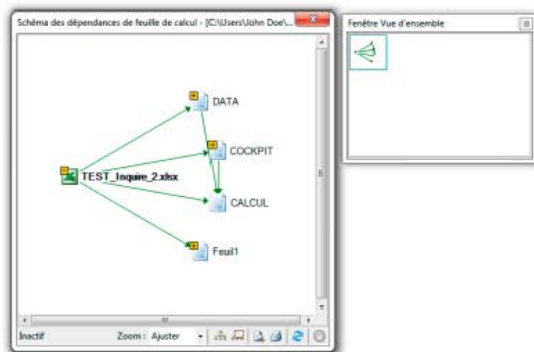 Schéma des dépendances de feuille de calcul - [C:\Users\John Doe\...
Fenêtre Vue d'ensemble
DATA
COCKPIT
TEST_Inquire_2.xlsx
CALCUL
Feuil1
Inactif
Zoom : Ajuster